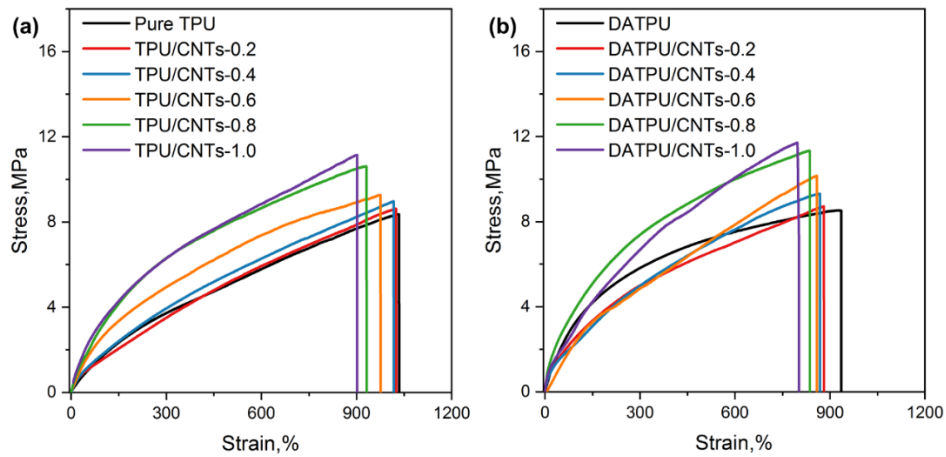 (a)
Pure TPU
TPU/CNTs-0.2
TPU/CNTs-0.4
TPU/CNTs-0.6
TPU/CNTs-0.8
TPU/CNTs-1.0
16
12
8
4
0
Stress,MPa
0 300 600 900 1200
Strain,%
(b)
DATPU
DATPU/CNTs-0.2
DATPU/CNTs-0.4
DATPU/CNTs-0.6
DATPU/CNTs-0.8
DATPU/CNTs-1.0
16
12
8
4
0
Stress,MPa
0 300 600 900 1200
Strain,%